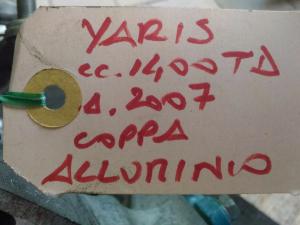 YARIS
cc. 1400 TD
A. 2007
COPPA
ALLUMINIO